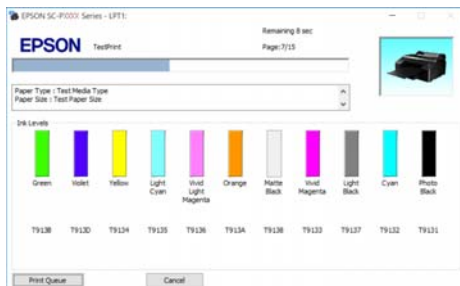 EPSON SC-PXXXX Series - LPT1:
EPSON
TestPrint
Remaining 8 sec
Page:7/15
Paper Type : Test Media Type
Paper Size : Test Paper Size
Ink Levels
Green Violet Yellow Light Cyan Vivid Light Magenta Orange Matte Black Vivid Magenta Light Black Cyan Photo Black
T913B T913D T9134 T9135 T9136 T913A T9138 T9133 T9137 T9132 T9131
Print Queue Cancel